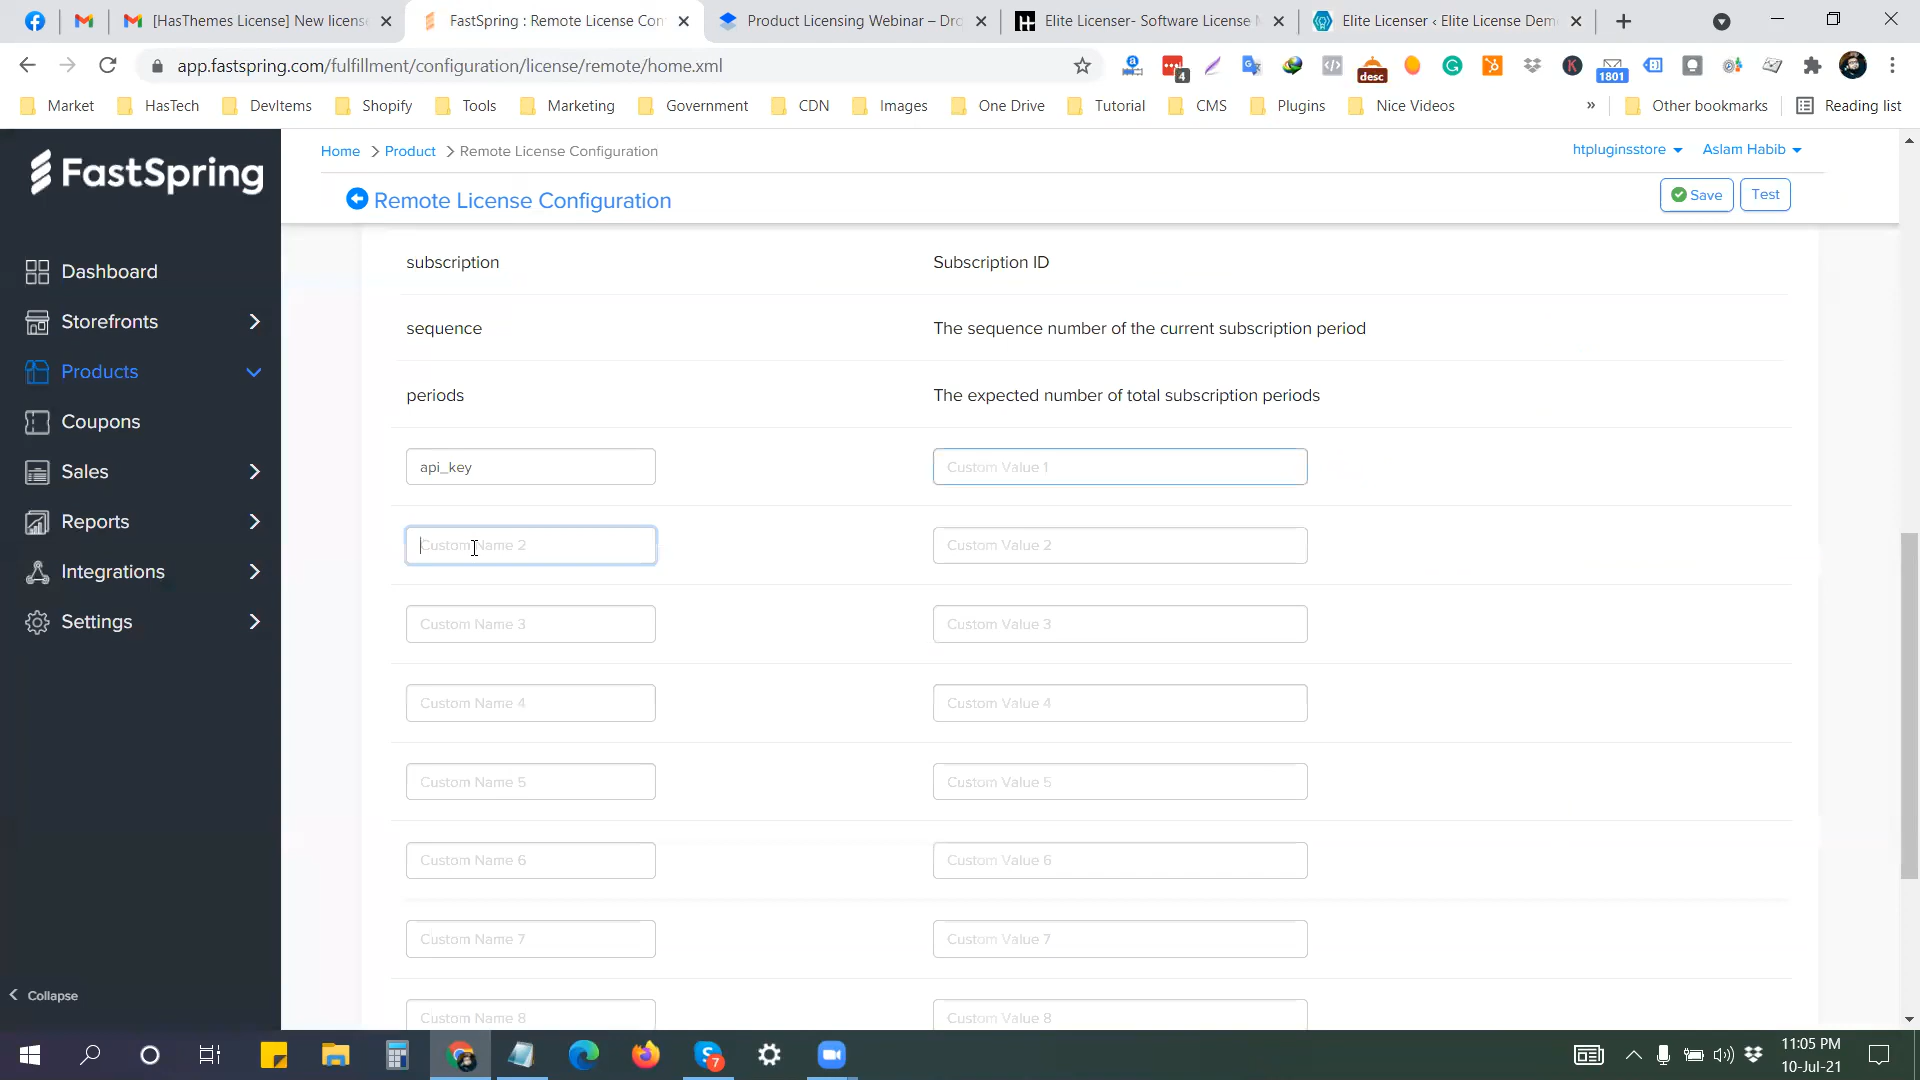 [HasThemes License] New license
FastSpring : Remote License Con
Product Licensing Webinar – Dro
Elite Licenser- Software License M
Elite Licenser ‹ Elite License Dem
app.fastspring.com/fulfillment/configuration/license/remote/home.xml
4
desc
1801
Market
HasTech
DevItems
Shopify
Tools
Marketing
Government
CDN
Images
One Drive
Tutorial
CMS
Plugins
Nice Videos
»
Other bookmarks
Reading list
FastSpring
Home > Product > Remote License Configuration
htpluginsstore
Aslam Habib
Remote License Configuration
Save
Test
Dashboard
Storefronts
Products
Coupons
Sales
Reports
Integrations
Settings
Collapse
subscription
Subscription ID
sequence
The sequence number of the current subscription period
periods
The expected number of total subscription periods
api_key
Custom Value 1
Custom Name 2
Custom Value 2
Custom Name 3
Custom Value 3
Custom Name 4
Custom Value 4
Custom Name 5
Custom Value 5
Custom Name 6
Custom Value 6
Custom Name 7
Custom Value 7
Custom Name 8
Custom Value 8
7
11:05 PM
10-Jul-21